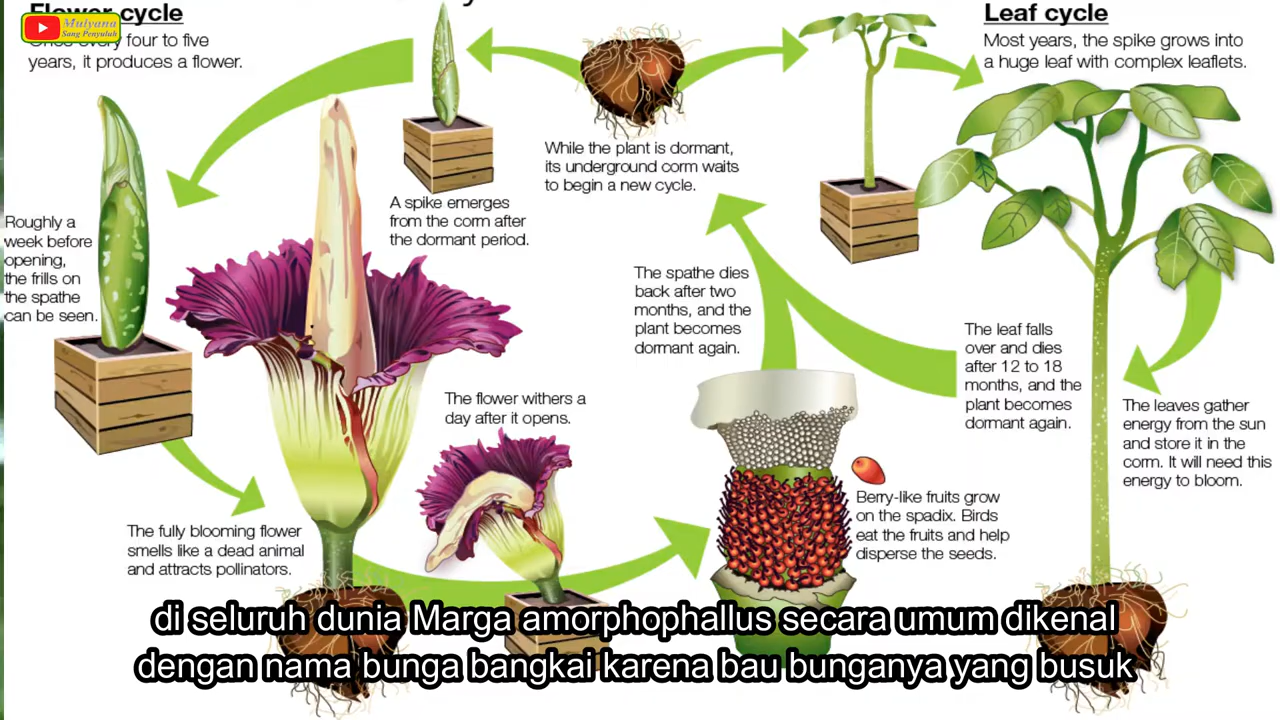 Flower cycle
Once every four to five
years, it produces a flower.
Mulyana
Sang Penyuluh
Leaf cycle
Most years, the spike grows into
a huge leaf with complex leaflets.
While the plant is dormant,
its underground corm waits
to begin a new cycle.
A spike emerges
from the corm after
the dormant period.
Roughly a
week before
opening,
the frills on
the spathe
can be seen.
The spathe dies
back after two
months, and the
plant becomes
dormant again.
The leaf falls
over and dies
after 12 to 18
months, and the
plant becomes
dormant again.
The flower withers a
day after it opens.
The leaves gather
energy from the sun
and store it in the
corm. It will need this
energy to bloom.
Berry-like fruits grow
on the spadix. Birds
eat the fruits and help
disperse the seeds.
The fully blooming flower
smells like a dead animal
and attracts pollinators.
di seluruh dunia Marga amorphophallus secara umum dikenal
dengan nama bunga bangkai karena bau bunganya yang busuk